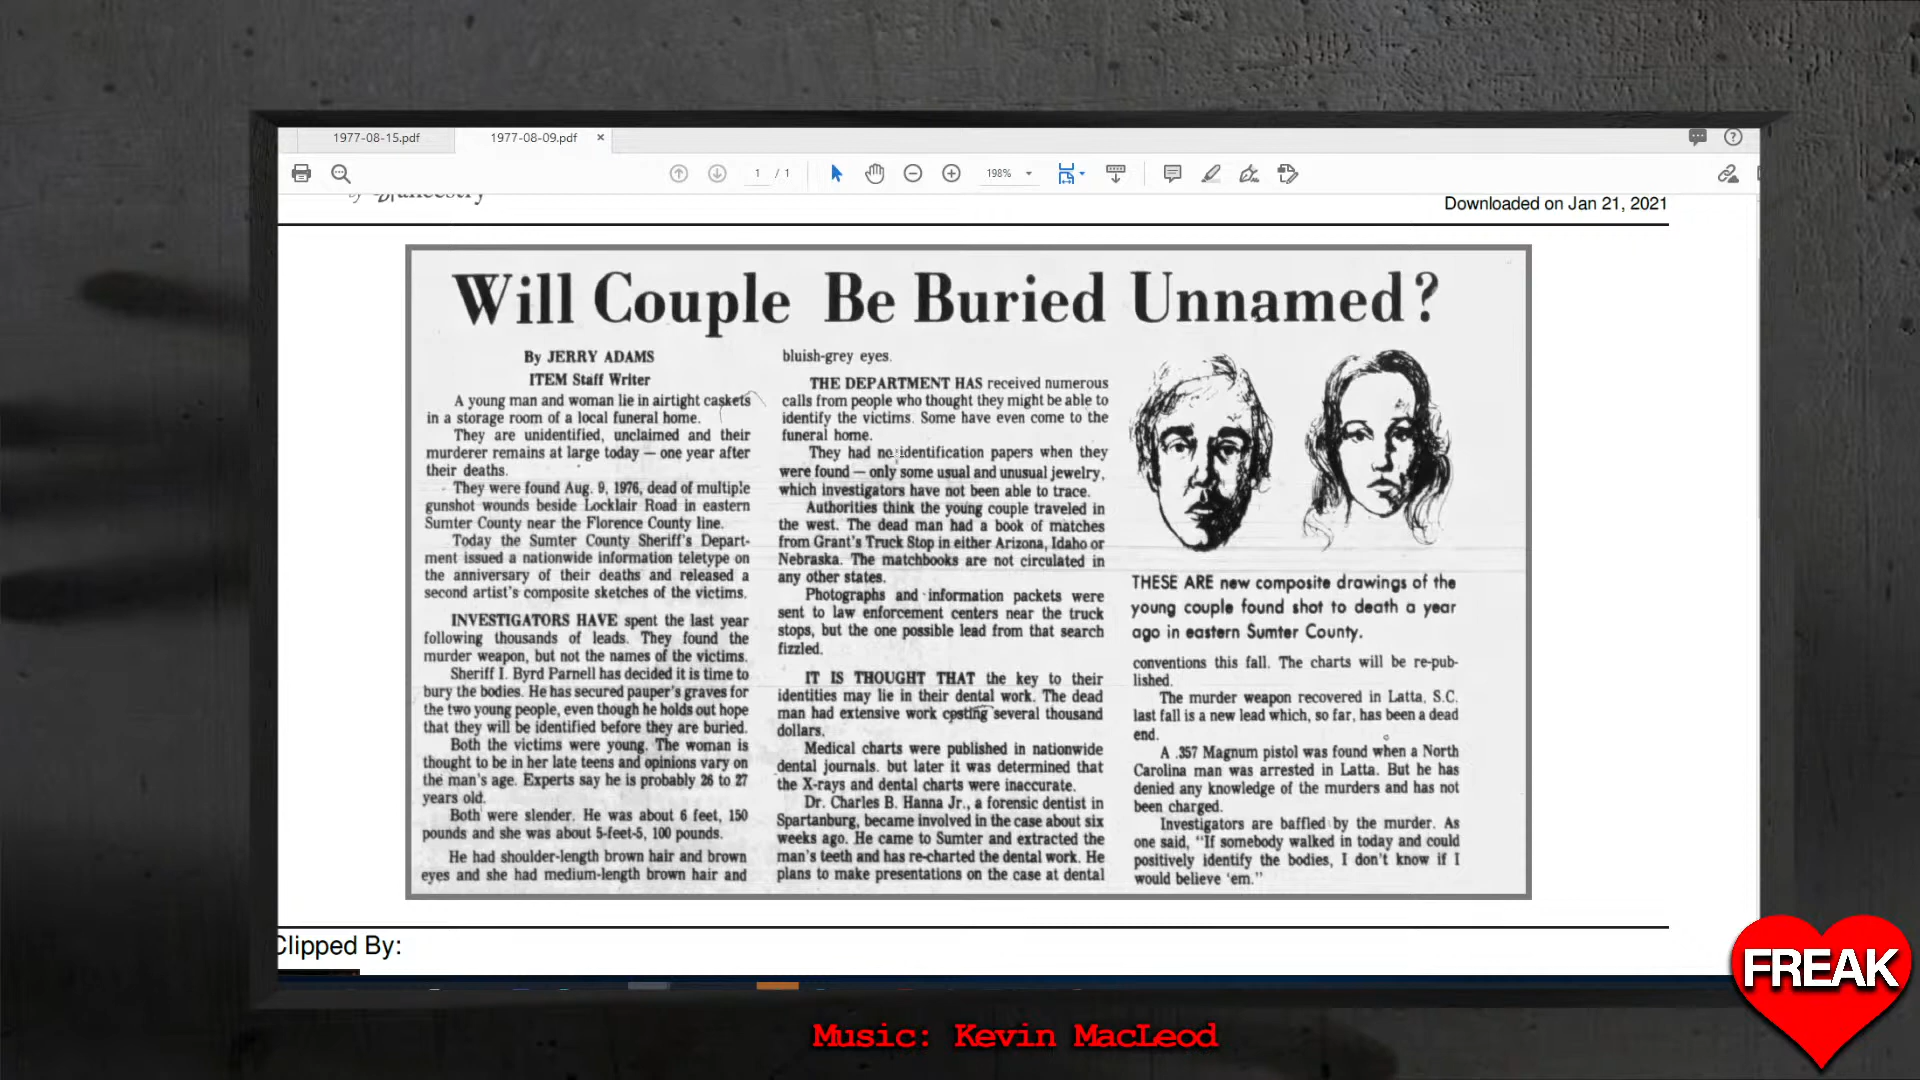 1977-08-15.pdf
1977-08-09.pdf
1 / 1
198%
by Ancestry
Downloaded on Jan 21, 2021
Will Couple Be Buried Unnamed?
By JERRY ADAMS
ITEM Staff Writer
A young man and woman lie in airtight caskets
in a storage room of a local funeral home.
They are unidentified, unclaimed and their
murderer remains at large today — one year after
their deaths.
They were found Aug. 9, 1976, dead of multiple
gunshot wounds beside Locklair Road in eastern
Sumter County near the Florence County line.
Today the Sumter County Sheriff's Depart-
ment issued a nationwide information teletype on
the anniversary of their deaths and released a
second artist's composite sketches of the victims.
INVESTIGATORS HAVE spent the last year
following thousands of leads. They found the
murder weapon, but not the names of the victims.
Sheriff I. Byrd Parnell has decided it is time to
bury the bodies. He has secured pauper's graves for
the two young people, even though he holds out hope
that they will be identified before they are buried.
Both the victims were young. The woman is
thought to be in her late teens and opinions vary on
the man's age. Experts say he is probably 26 to 27
years old.
Both were slender. He was about 6 feet, 150
pounds and she was about 5-feet-5, 100 pounds.
He had shoulder-length brown hair and brown
eyes and she had medium-length brown hair and
bluish-grey eyes.
THE DEPARTMENT HAS received numerous
calls from people who thought they might be able to
identify the victims. Some have even come to the
funeral home.
They had no identification papers when they
were found — only some usual and unusual jewelry,
which investigators have not been able to trace.
Authorities think the young couple traveled in
the west. The dead man had a book of matches
from Grant's Truck Stop in either Arizona, Idaho or
Nebraska. The matchbooks are not circulated in
any other states.
Photographs and information packets were
sent to law enforcement centers near the truck
stops, but the one possible lead from that search
fizzled.
IT IS THOUGHT THAT the key to their
identities may lie in their dental work. The dead
man had extensive work costing several thousand
dollars.
Medical charts were published in nationwide
dental journals. but later it was determined that
the X-rays and dental charts were inaccurate.
Dr. Charles B. Hanna Jr., a forensic dentist in
Spartanburg, became involved in the case about six
weeks ago. He came to Sumter and extracted the
man's teeth and has re-charted the dental work. He
plans to make presentations on the case at dental
THESE ARE new composite drawings of the
young couple found shot to death a year
ago in eastern Sumter County.
conventions this fall. The charts will be re-pub-
lished.
The murder weapon recovered in Latta, S.C.
last fall is a new lead which, so far, has been a dead
end.
A .357 Magnum pistol was found when a North
Carolina man was arrested in Latta. But he has
denied any knowledge of the murders and has not
been charged.
Investigators are baffled by the murder. As
one said, "If somebody walked in today and could
positively identify the bodies, I don't know if I
would believe 'em."
Clipped By:
FREAK
Music: Kevin MacLeod